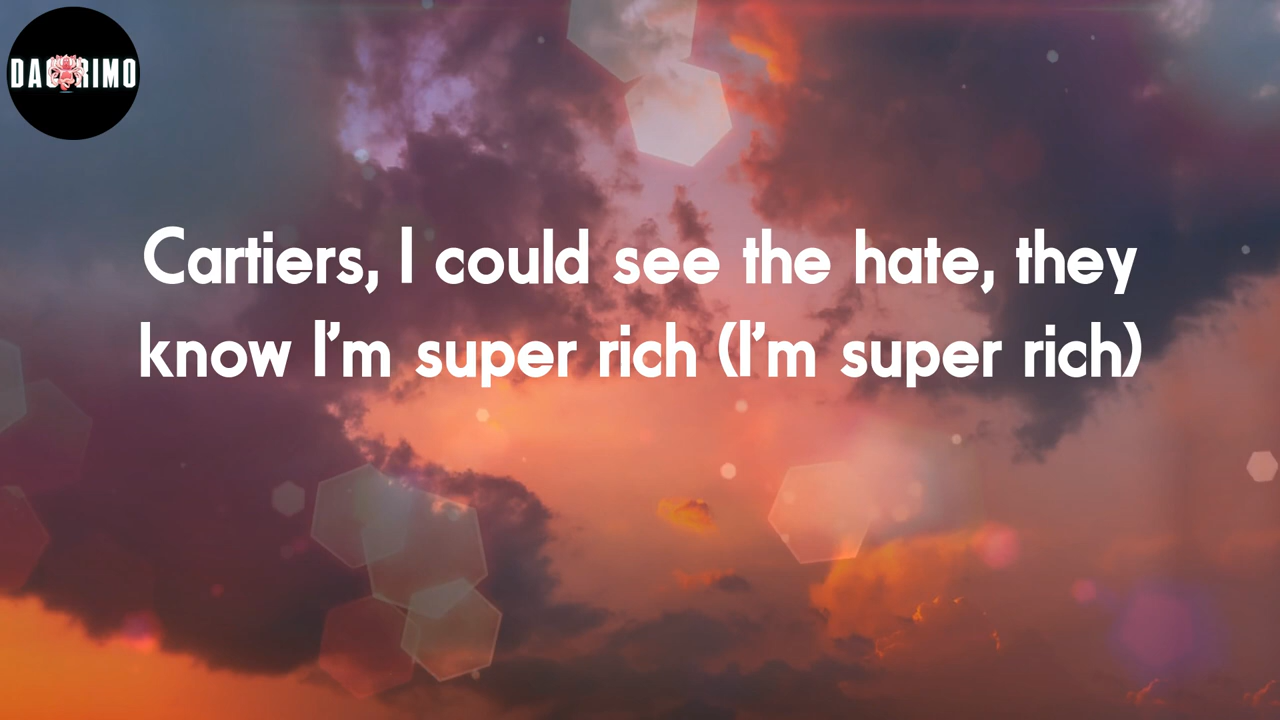 Cartiers, I could see the hate, they
know I'm super rich (I'm super rich)